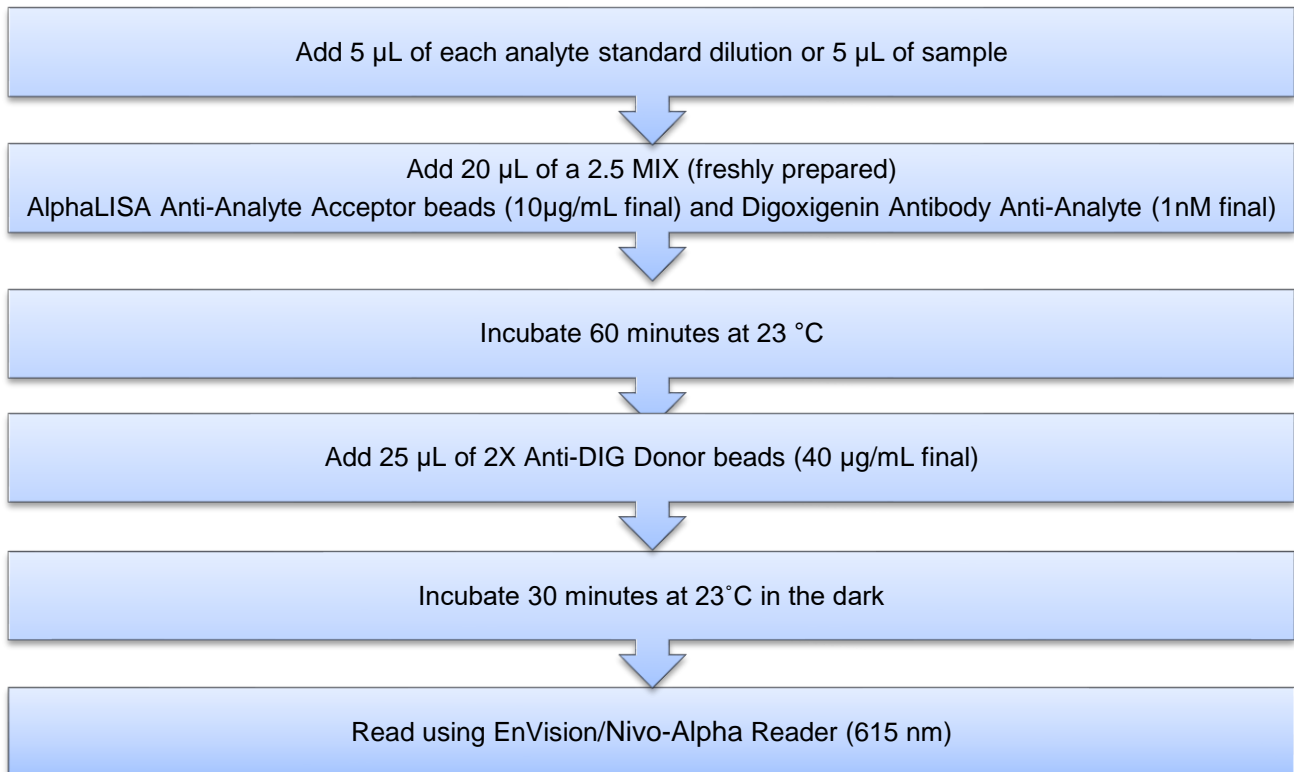 Add 5 µL of each analyte standard dilution or 5 µL of sample
Add 20 µL of a 2.5 MIX (freshly prepared)
AlphaLISA Anti-Analyte Acceptor beads (10µg/mL final) and Digoxigenin Antibody Anti-Analyte (1nM final)
Incubate 60 minutes at 23 °C
Add 25 µL of 2X Anti-DIG Donor beads (40 µg/mL final)
Incubate 30 minutes at 23˚C in the dark
Read using EnVision/Nivo-Alpha Reader (615 nm)